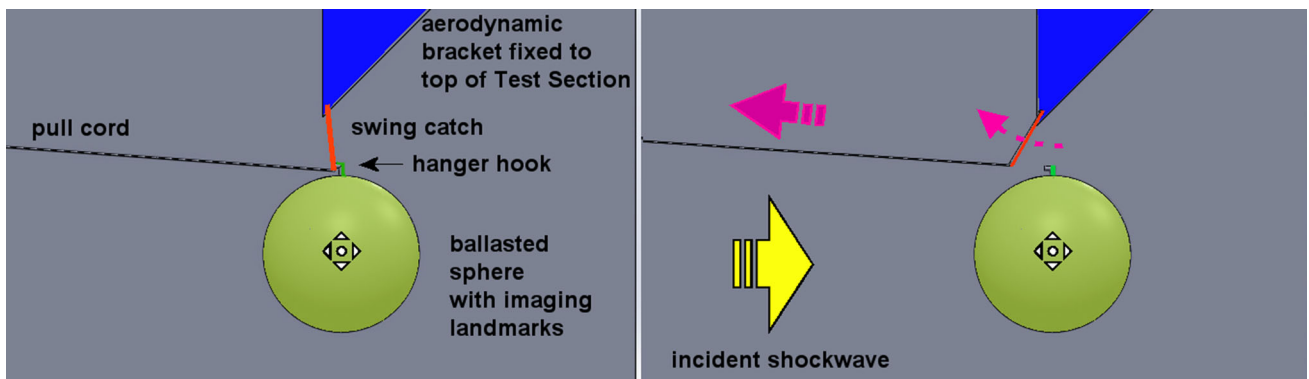 aerodynamic
bracket fixed to
top of Test Section
pull cord
swing catch
hanger hook
ballasted
sphere
with imaging
landmarks
incident shockwave